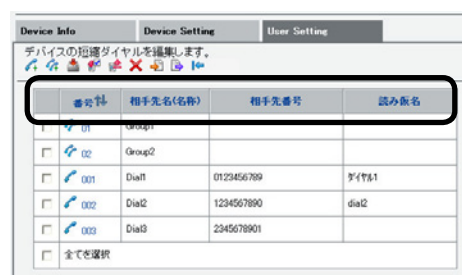 Device Info Device Setting User Setting
デバイスの短縮ダイヤルを編集します。
番号 相手先名(名称) 相手先番号 読み仮名
01 Group1
02 Group2
001 Dial1 0123456789 ダイヤル1
002 Dial2 1234567890 dial2
003 Dial3 2345678901
全てを選択